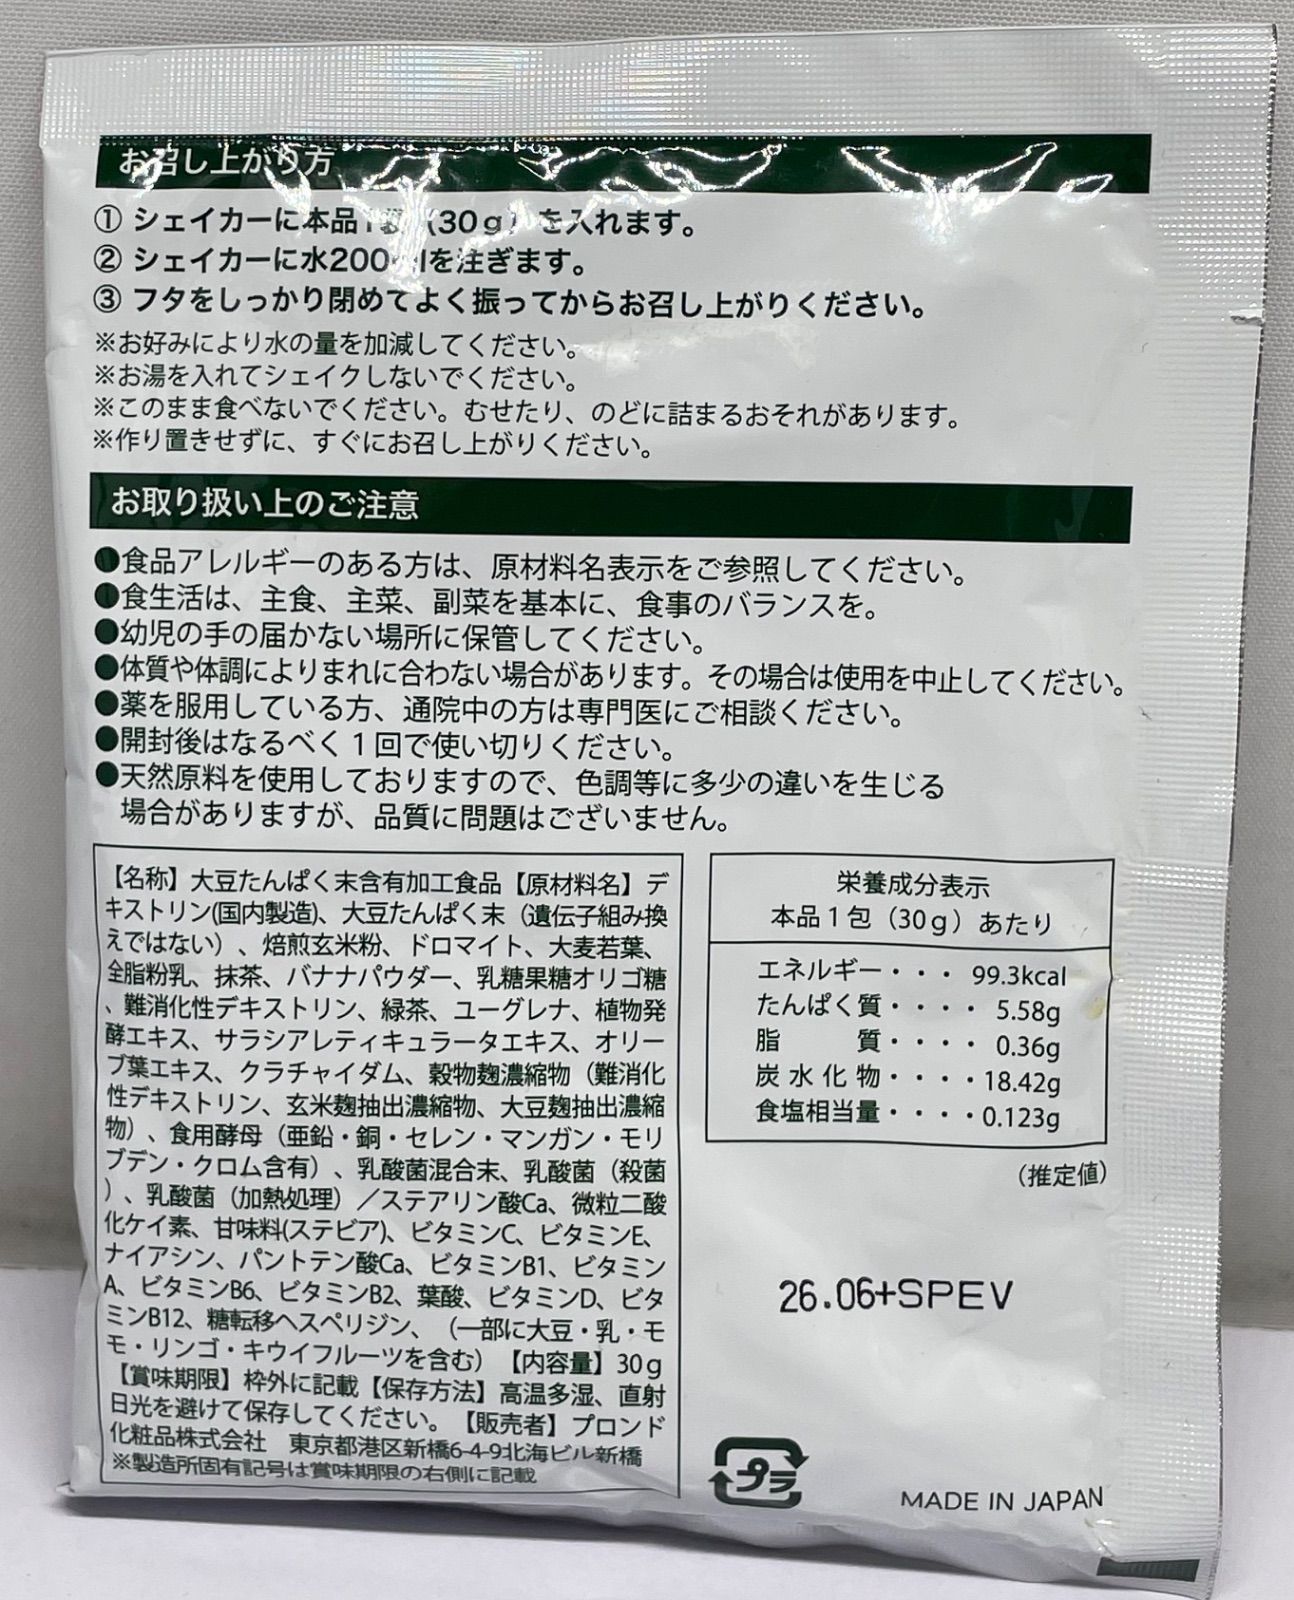 お召し上がり方
① シェイカーに本品1袋（30g）を入れます。
② シェイカーに水200mlを注ぎます。
③ フタをしっかり閉めてよく振ってからお召し上がりください。
※お好みにより水の量を加減してください。
※お湯を入れてシェイクしないでください。
※このまま食べないでください。むせたり、のどに詰まるおそれがあります。
※作り置きせずに、すぐにお召し上がりください。
お取り扱い上のご注意
●食品アレルギーのある方は、原材料名表示をご参照してください。
●食生活は、主食、主菜、副菜を基本に、食事のバランスを。
●幼児の手の届かない場所に保管してください。
●体質や体調によりまれに合わない場合があります。その場合は使用を中止してください。
●薬を服用している方、通院中の方は専門医にご相談ください。
●開封後はなるべく1回で使い切りください。
●天然原料を使用しておりますので、色調等に多少の違いを生じる
場合がありますが、品質に問題はございません。
【名称】大豆たんぱく末含有加工食品【原材料名】デ
キストリン(国内製造)、大豆たんぱく末（遺伝子組み換
えではない）、焙煎玄米粉、ドロマイト、大麦若葉、
全脂粉乳、抹茶、バナナパウダー、乳糖果糖オリゴ糖
、難消化性デキストリン、緑茶、ユーグレナ、植物発
酵エキス、サラシアレティキュラータエキス、オリー
ブ葉エキス、クラチャイダム、穀物麹濃縮物（難消化
性デキストリン、玄米麹抽出濃縮物、大豆麹抽出濃縮
物）、食用酵母（亜鉛・銅・セレン・マンガン・モリ
ブデン・クロム含有）、乳酸菌混合末、乳酸菌（殺菌
）、乳酸菌（加熱処理）／ステアリン酸Ca、微粒二酸
化ケイ素、甘味料(ステビア)、ビタミンC、ビタミンE、
ナイアシン、パントテン酸Ca、ビタミンB1、ビタミン
A、ビタミンB6、ビタミンB2、葉酸、ビタミンD、ビタ
ミンB12、糖転移ヘスペリジン、（一部に大豆・乳・モ
モ・リンゴ・キウイフルーツを含む）【内容量】30g
【賞味期限】枠外に記載【保存方法】高温多湿、直射
日光を避けて保存してください。【販売者】プロンド
化粧品株式会社 東京都港区新橋6-4-9北海ビル新橋
※製造所固有記号は賞味期限の右側に記載
栄養成分表示
本品1包（30g）あたり
エネルギー・・・ 99.3kcal
たんぱく質・・・・ 5.58g
脂 質・・・・ 0.36g
炭水化物・・・・18.42g
食塩相当量・・・・0.123g
（推定値）
26.06+SPEV
プラ
MADE IN JAPAN